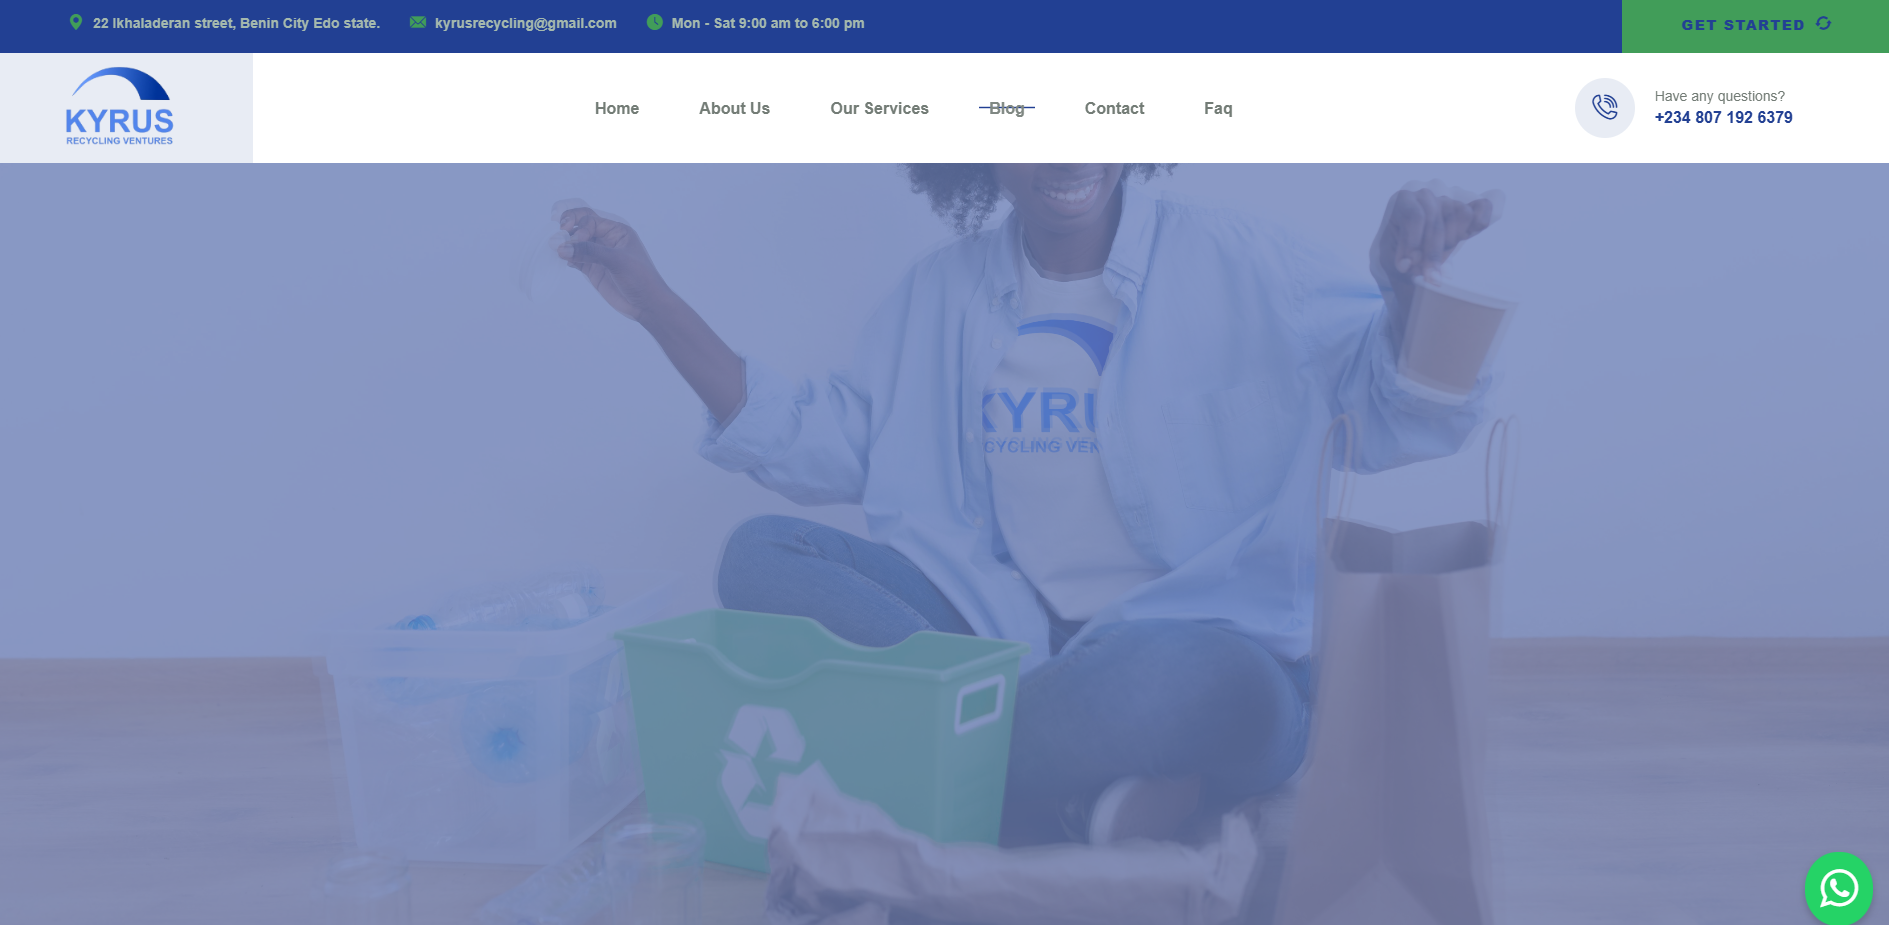 22 Ikhaladeran street, Benin City Edo state.
kyrusrecycling@gmail.com
Mon - Sat 9:00 am to 6:00 pm
GET STARTED
KYRUS
RECYCLING VENTURES
Home
About Us
Our Services
Blog
Contact
Faq
Have any questions?
+234 807 192 6379
KYRU
CYCLING VEN